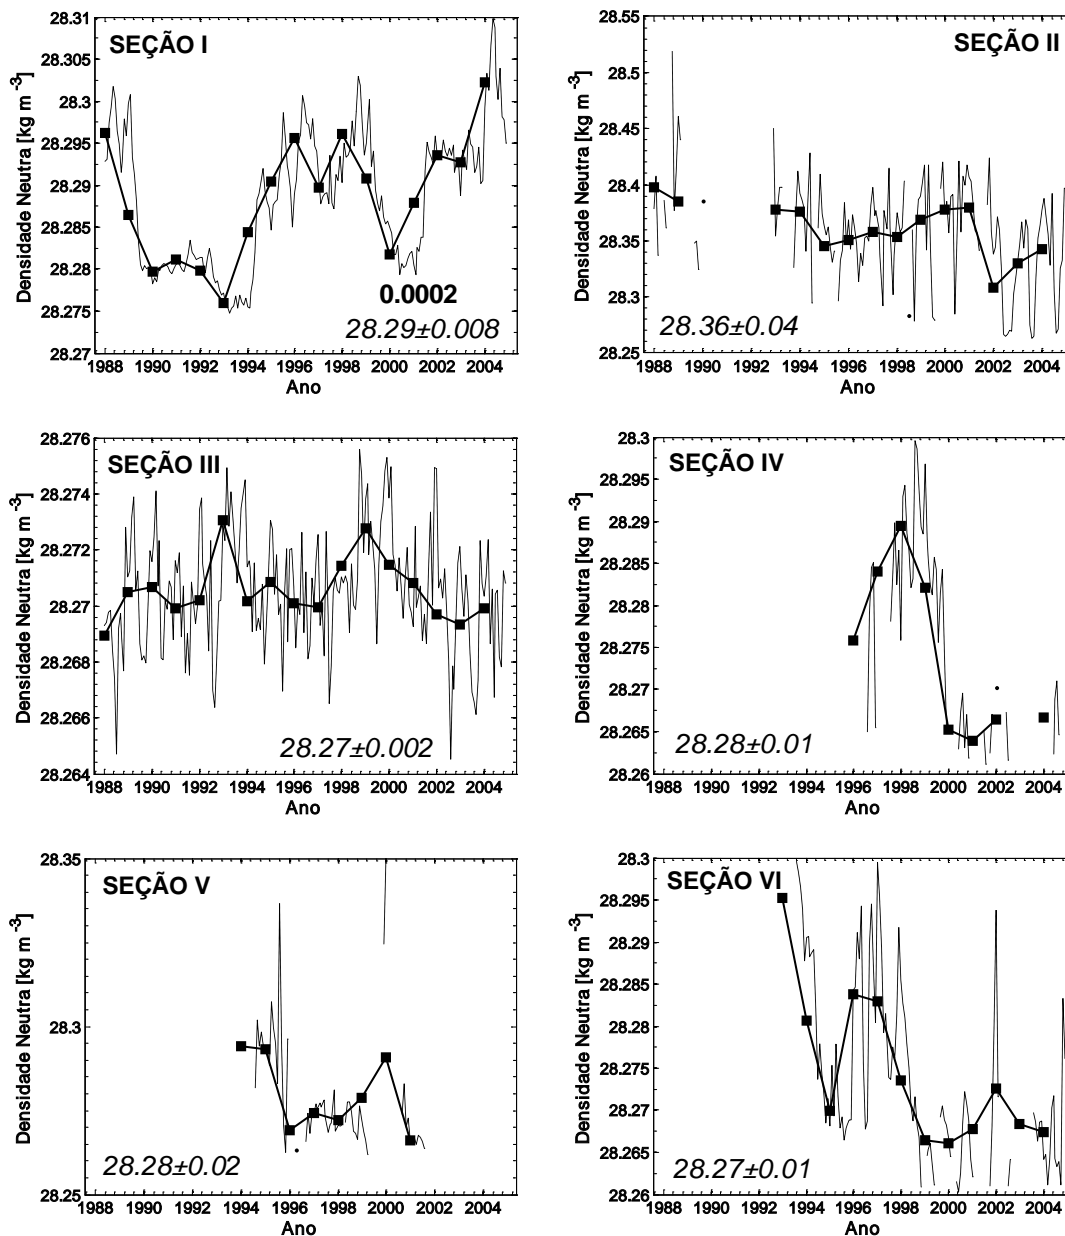 SEÇÃO I
Densidade Neutra [kg m -3]
28.31
28.305
28.3
28.295
28.29
28.285
28.28
28.275
28.27
0.0002
28.29±0.008
1988 1990 1992 1994 1996 1998 2000 2002 2004
Ano
SEÇÃO II
Densidade Neutra [kg m -3]
28.55
28.5
28.45
28.4
28.35
28.3
28.25
28.36±0.04
1988 1990 1992 1994 1996 1998 2000 2002 2004
Ano
SEÇÃO III
Densidade Neutra [kg m -3]
28.276
28.274
28.272
28.27
28.268
28.266
28.264
28.27±0.002
1988 1990 1992 1994 1996 1998 2000 2002 2004
Ano
SEÇÃO IV
Densidade Neutra [kg m -3]
28.3
28.295
28.29
28.285
28.28
28.275
28.27
28.265
28.26
28.28±0.01
1988 1990 1992 1994 1996 1998 2000 2002 2004
Ano
SEÇÃO V
Densidade Neutra [kg m -3]
28.35
28.3
28.25
28.28±0.02
1988 1990 1992 1994 1996 1998 2000 2002 2004
Ano
SEÇÃO VI
Densidade Neutra [kg m -3]
28.3
28.295
28.29
28.285
28.28
28.275
28.27
28.265
28.26
28.27±0.01
1988 1990 1992 1994 1996 1998 2000 2002 2004
Ano